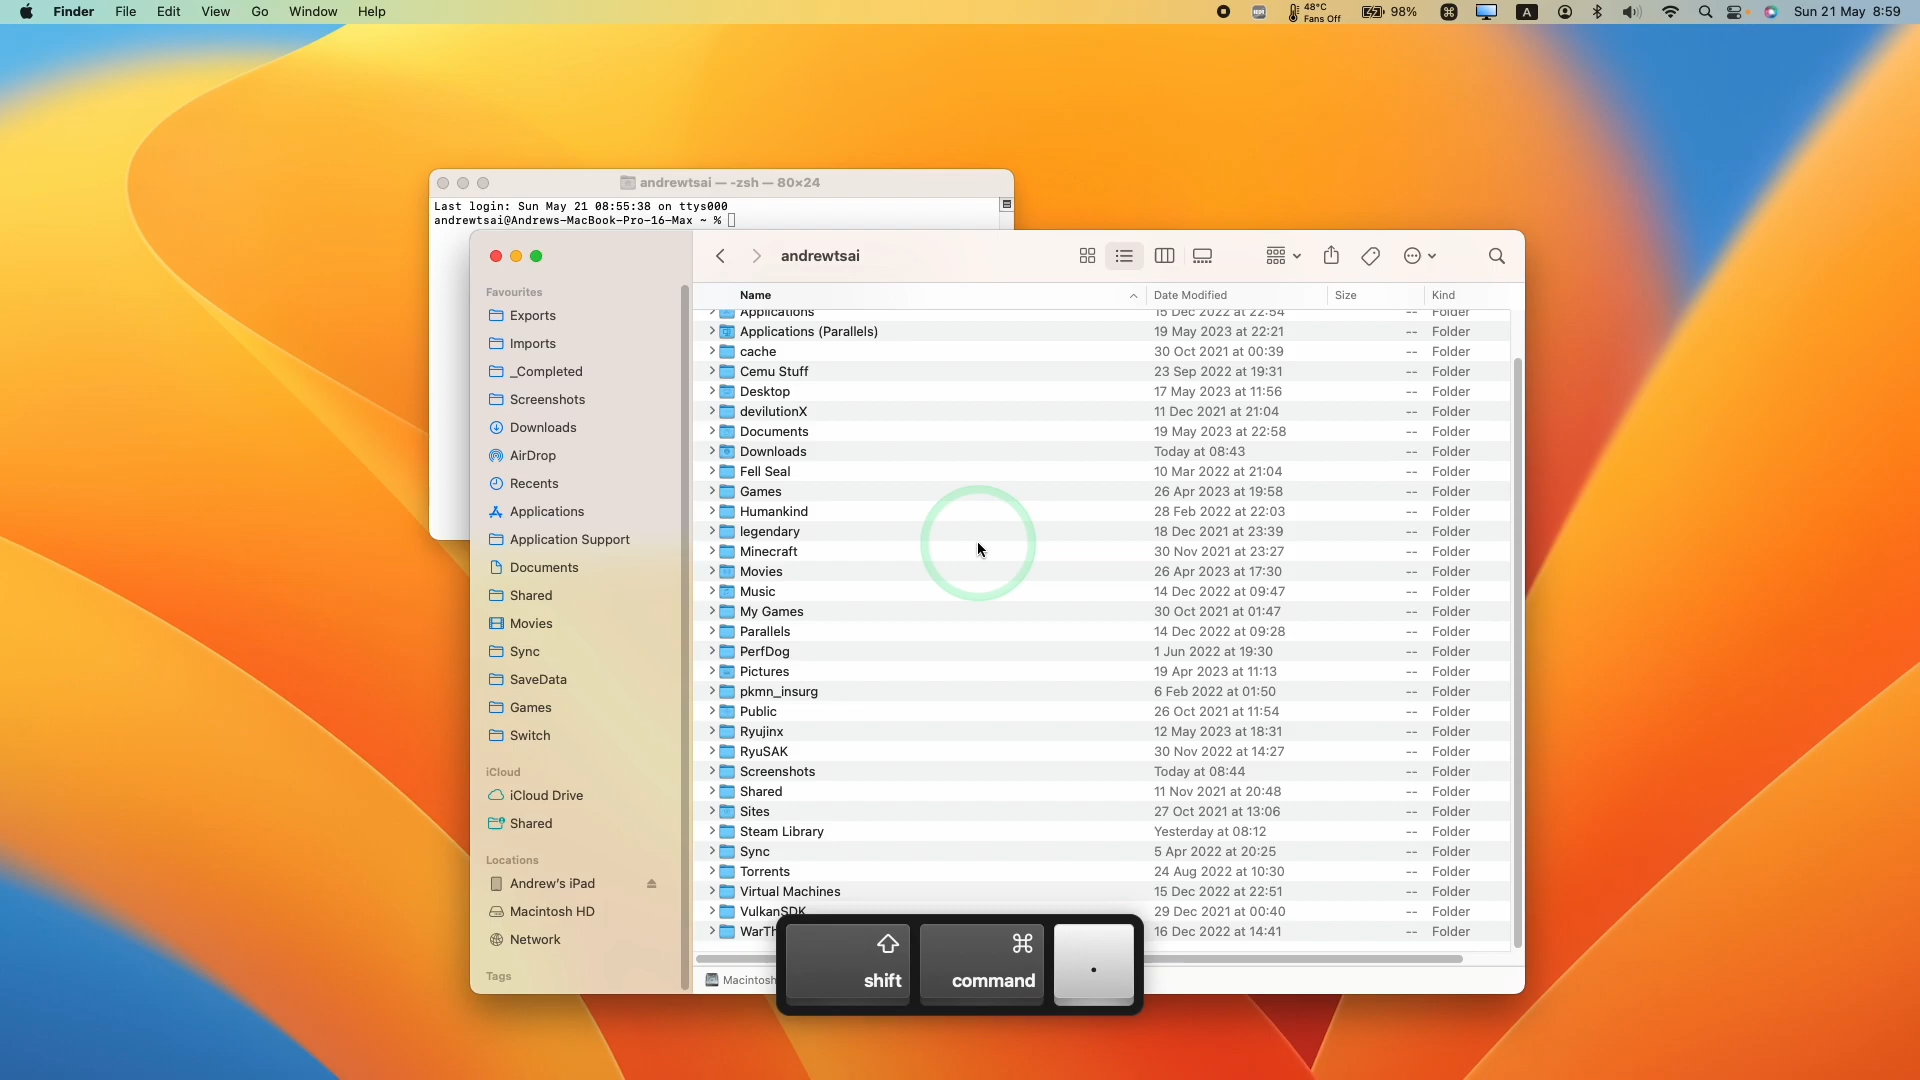 Finder File Edit View Go Window Help
48°C
Fans Off
98%
A
Sun 21 May 8:59
andrewtsai — -zsh — 80×24
Last login: Sun May 21 08:55:38 on ttys000
andrewtsai@Andrews-MacBook-Pro-16-Max ~ %
andrewtsai
Favourites
Exports
Imports
_Completed
Screenshots
Downloads
AirDrop
Recents
Applications
Application Support
Documents
Shared
Movies
Sync
SaveData
Games
Switch
iCloud
iCloud Drive
Shared
Locations
Andrew's iPad
Macintosh HD
Network
Tags
Name Date Modified Size Kind
Applications 15 Dec 2022 at 22:54 -- Folder
Applications (Parallels) 19 May 2023 at 22:21 -- Folder
cache 30 Oct 2021 at 00:39 -- Folder
Cemu Stuff 23 Sep 2022 at 19:31 -- Folder
Desktop 17 May 2023 at 11:56 -- Folder
devilutionX 11 Dec 2021 at 21:04 -- Folder
Documents 19 May 2023 at 22:58 -- Folder
Downloads Today at 08:43 -- Folder
Fell Seal 10 Mar 2022 at 21:04 -- Folder
Games 26 Apr 2023 at 19:58 -- Folder
Humankind 28 Feb 2022 at 22:03 -- Folder
legendary 18 Dec 2021 at 23:39 -- Folder
Minecraft 30 Nov 2021 at 23:27 -- Folder
Movies 26 Apr 2023 at 17:30 -- Folder
Music 14 Dec 2022 at 09:47 -- Folder
My Games 30 Oct 2021 at 01:47 -- Folder
Parallels 14 Dec 2022 at 09:28 -- Folder
PerfDog 1 Jun 2022 at 19:30 -- Folder
Pictures 19 Apr 2023 at 11:13 -- Folder
pkmn_insurg 6 Feb 2022 at 01:50 -- Folder
Public 26 Oct 2021 at 11:54 -- Folder
Ryujinx 12 May 2023 at 18:31 -- Folder
RyuSAK 30 Nov 2022 at 14:27 -- Folder
Screenshots Today at 08:44 -- Folder
Shared 11 Nov 2021 at 20:48 -- Folder
Sites 27 Oct 2021 at 13:06 -- Folder
Steam Library Yesterday at 08:12 -- Folder
Sync 5 Apr 2022 at 20:25 -- Folder
Torrents 24 Aug 2022 at 10:30 -- Folder
Virtual Machines 15 Dec 2022 at 22:51 -- Folder
VulkanSDK 29 Dec 2021 at 00:40 -- Folder
WarTh 16 Dec 2022 at 14:41 -- Folder
Macintosh
⇧ ⌘
shift command .